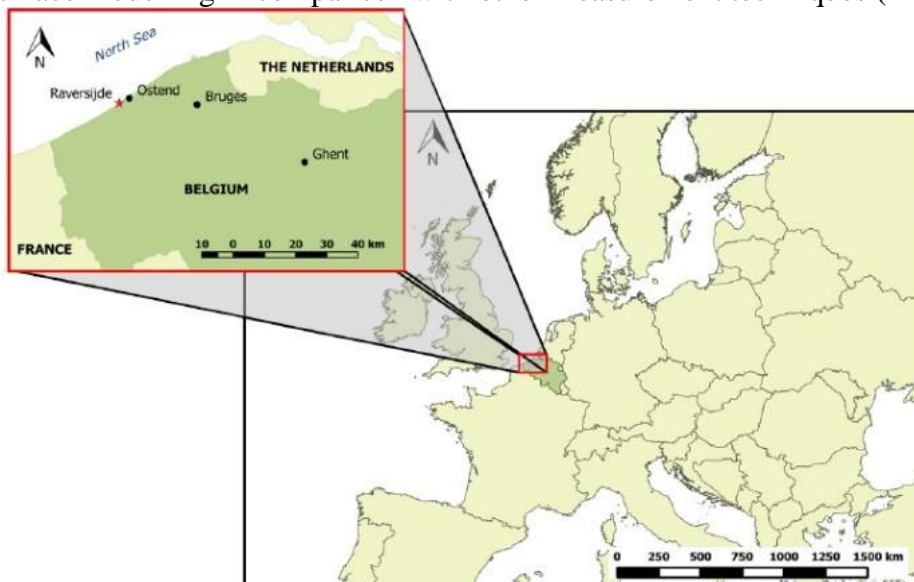 North Sea
N
THE NETHERLANDS
Raversijde
Ostend
Bruges
Ghent
BELGIUM
FRANCE
10 0 10 20 30 40 km
N
0 250 500 750 1000 1250 1500 km